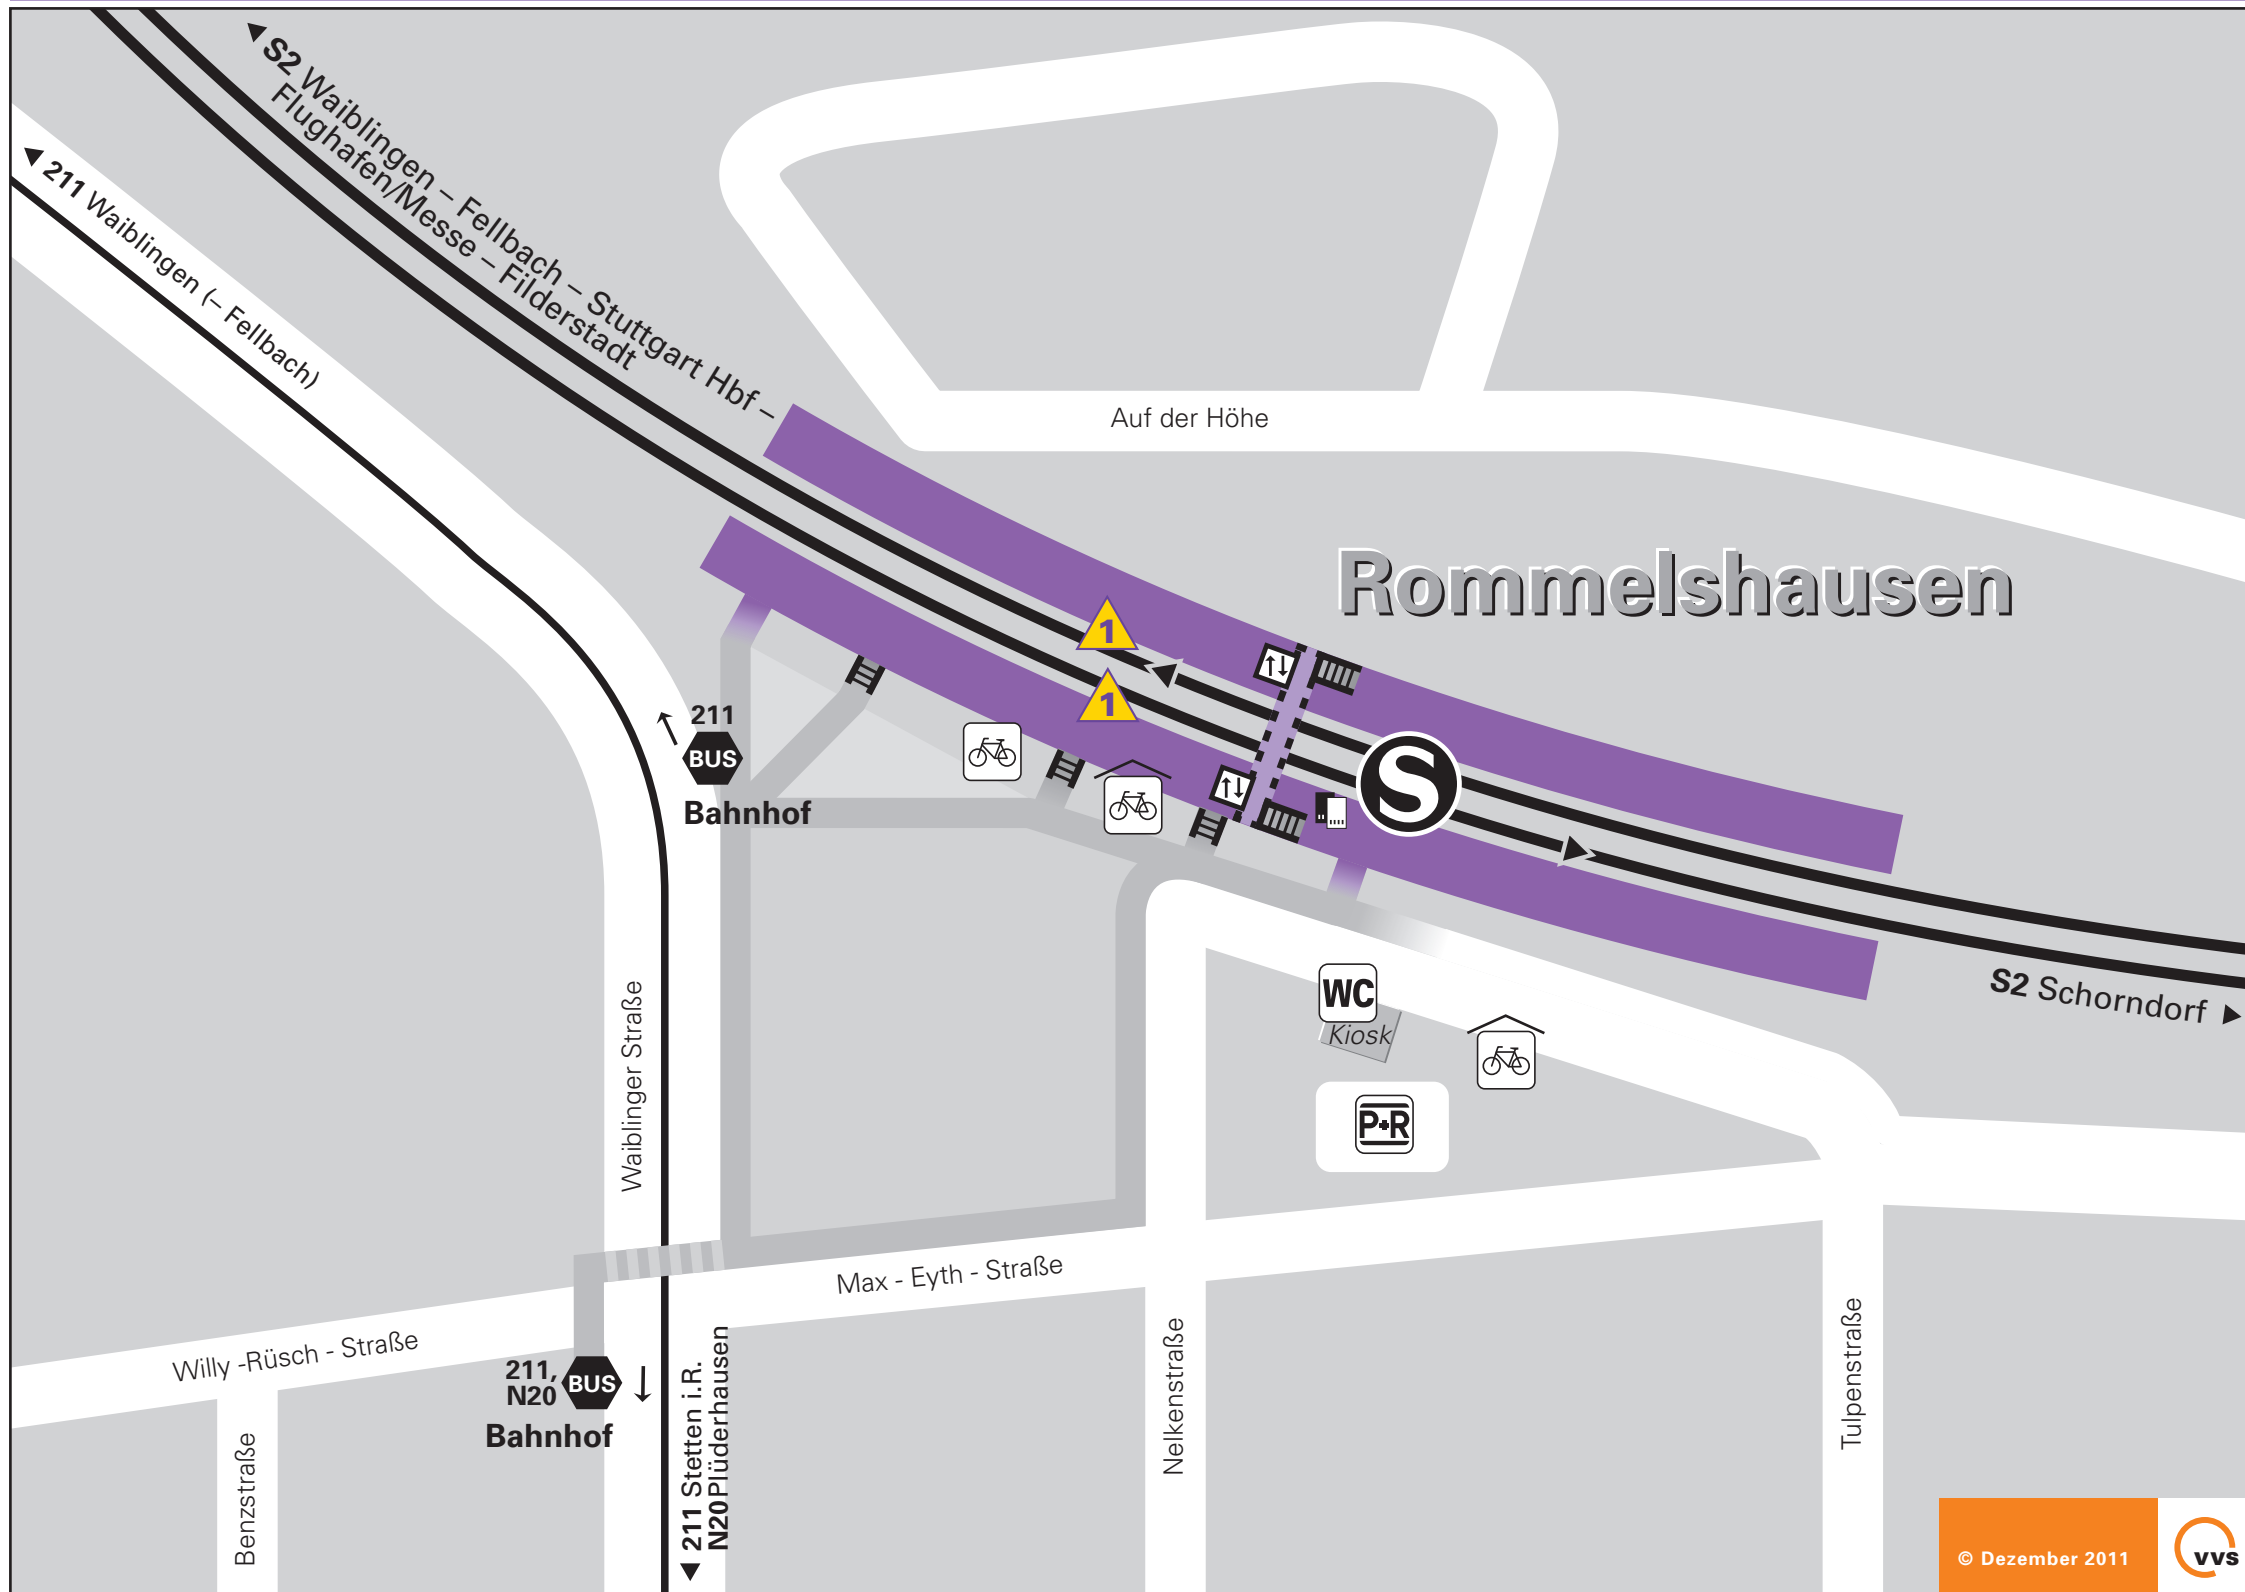 S2 Waiblingen – Fellbach – Stuttgart Hbf –
Flughafen/Messe – Filderstadt
211 Waiblingen (– Fellbach)
Auf der Höhe
Rommelshausen
1
1
211
BUS
Bahnhof
S
S2 Schorndorf
WC
Kiosk
P+R
Waiblinger Straße
Max - Eyth - Straße
Willy -Rüsch - Straße
211,
N20
BUS
Bahnhof
211 Stetten i.R.
N20 Plüderhausen
Benzstraße
Nelkenstraße
Tulpenstraße
© Dezember 2011
vvs